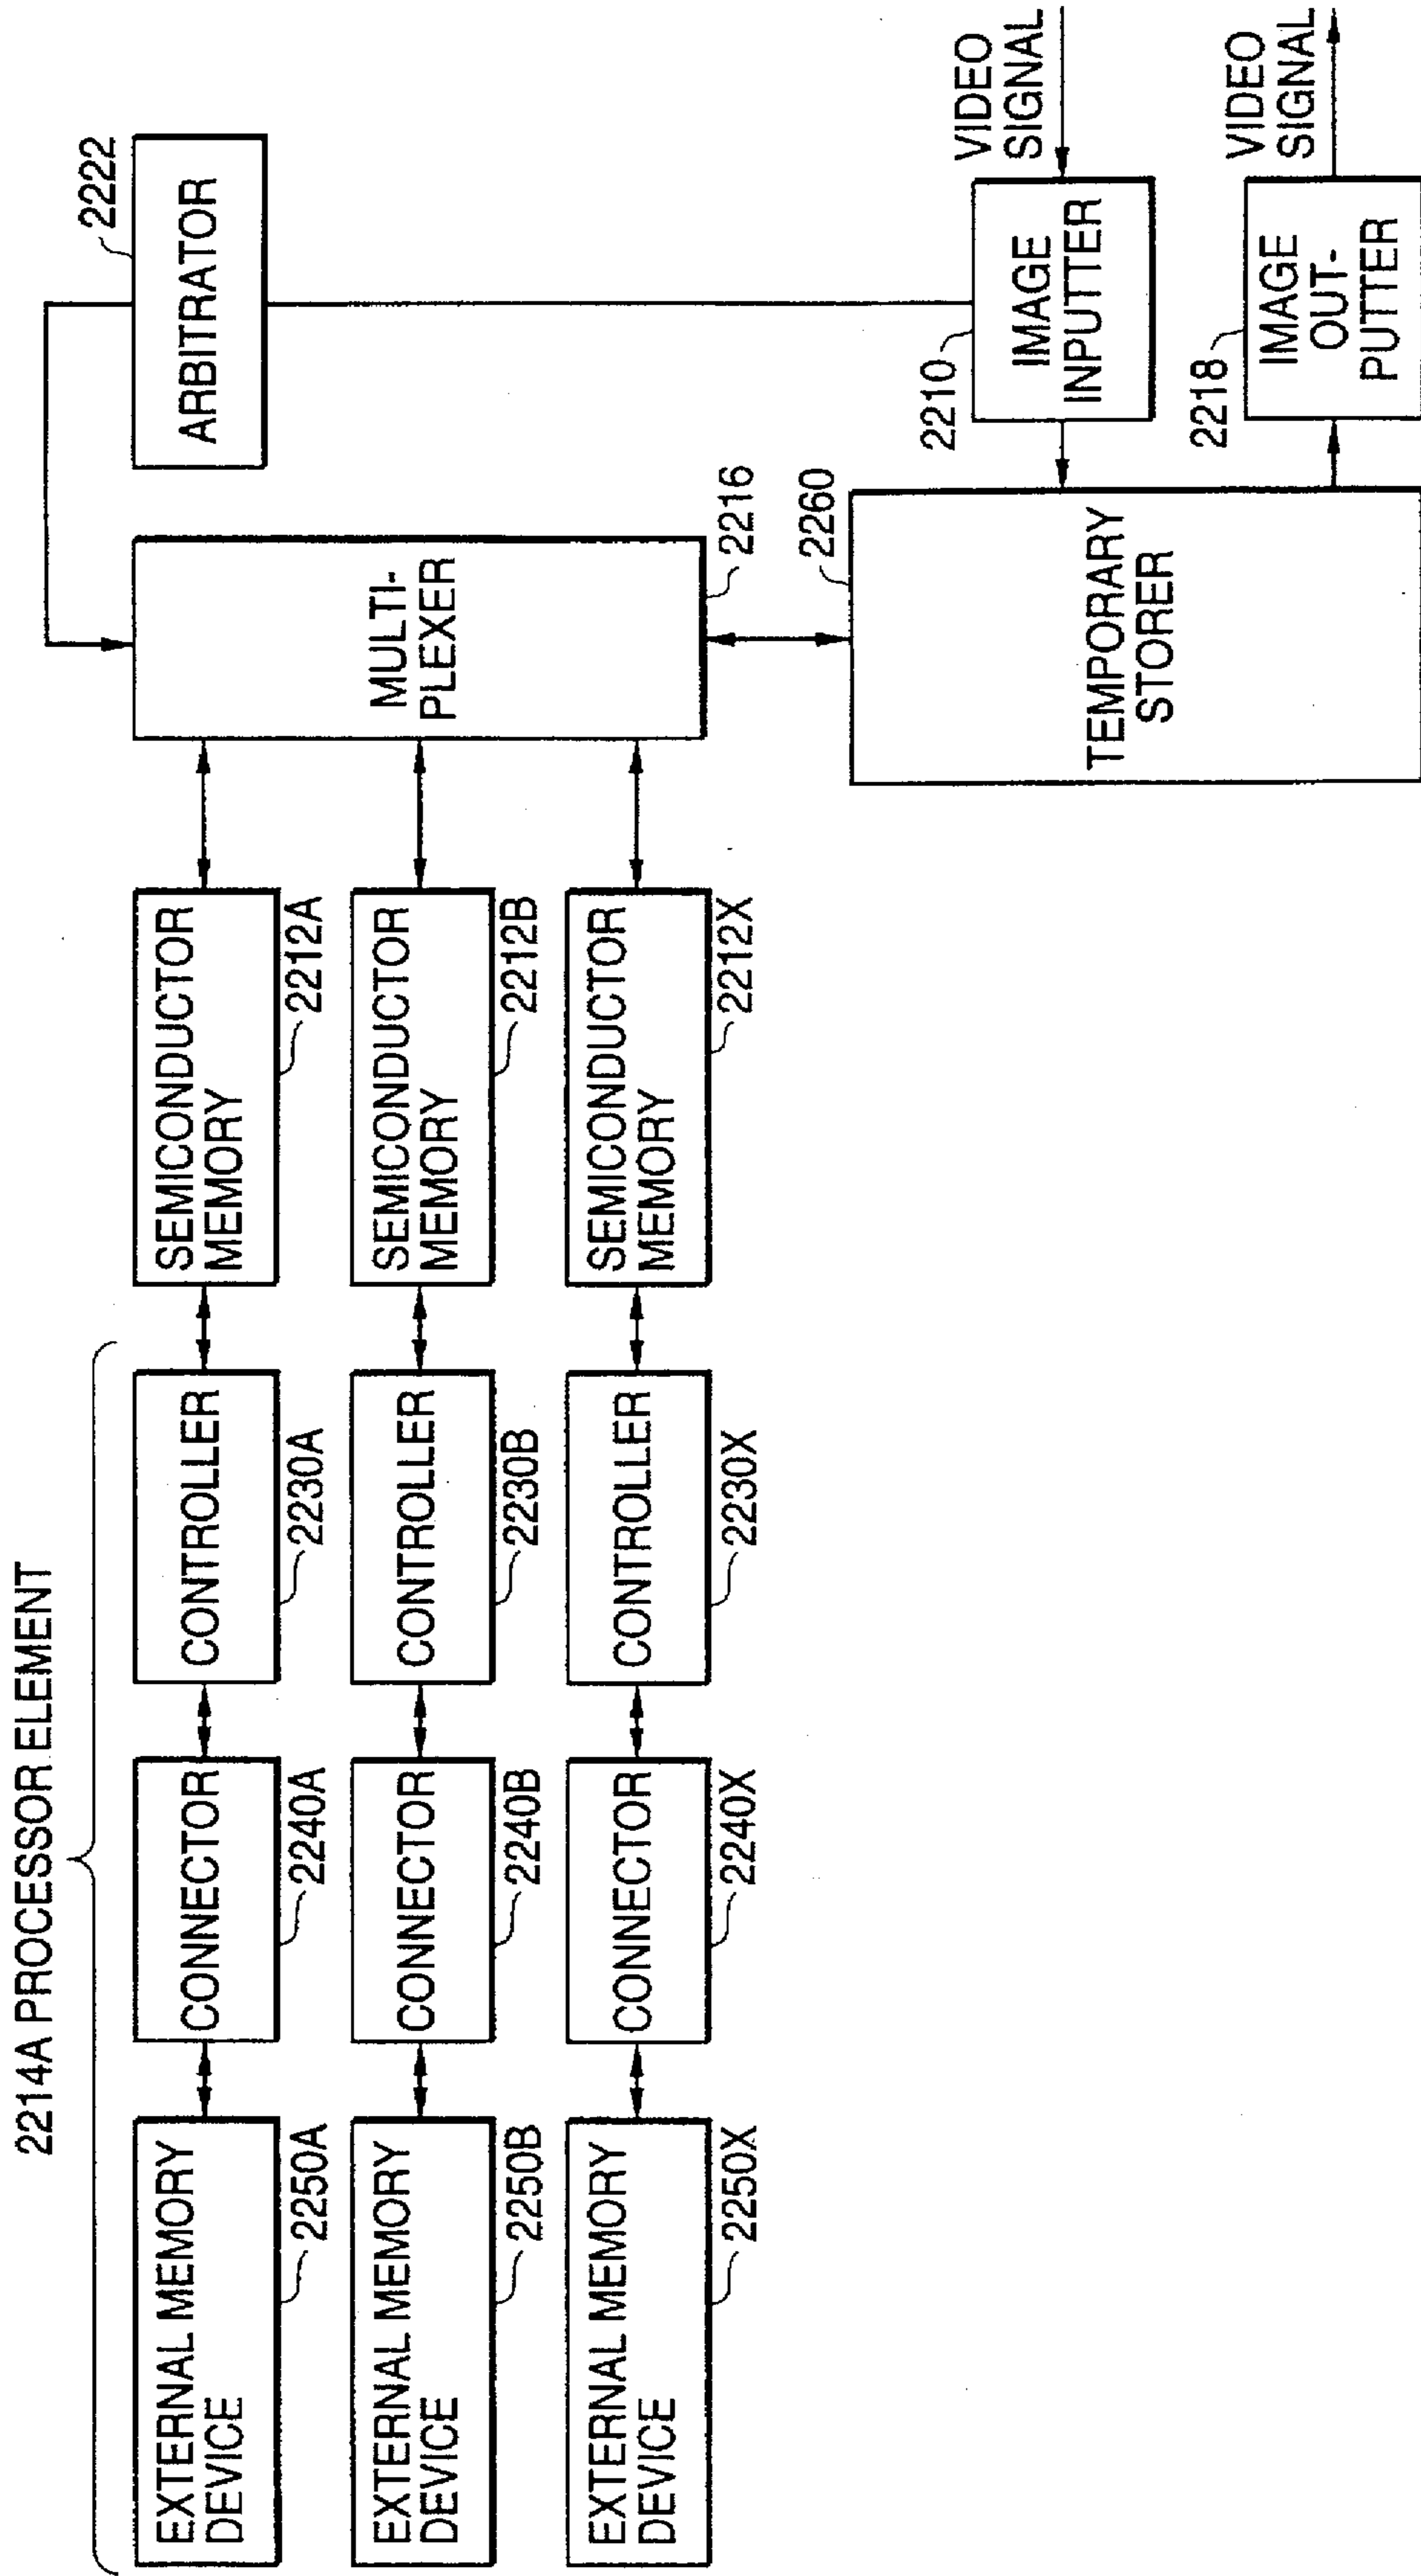 2214A PROCESSOR ELEMENT
EXTERNAL MEMORY
DEVICE
2250A
CONNECTOR
2240A
CONTROLLER
2230A
SEMICONDUCTOR
MEMORY
2212A
EXTERNAL MEMORY
DEVICE
2250B
CONNECTOR
2240B
CONTROLLER
2230B
SEMICONDUCTOR
MEMORY
2212B
EXTERNAL MEMORY
DEVICE
2250X
CONNECTOR
2240X
CONTROLLER
2230X
SEMICONDUCTOR
MEMORY
2212X
MULTI-
PLEXER
2216
ARBITRATOR
2222
TEMPORARY
STORER
2260
IMAGE
INPUTTER
2210
VIDEO
SIGNAL
IMAGE
OUT-
PUTTER
2218
VIDEO
SIGNAL